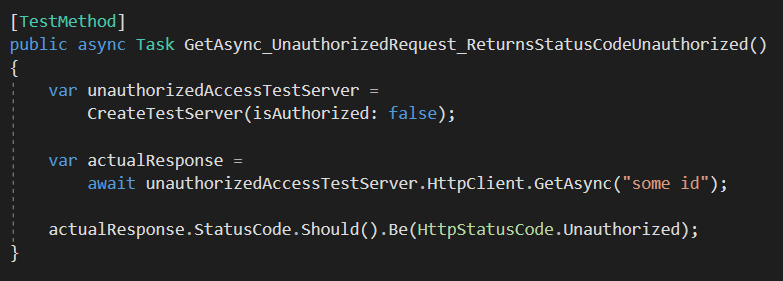 [TestMethod]
public async Task GetAsync_UnauthorizedRequest_ReturnsStatusCodeUnauthorized()
{
    var unauthorizedAccessTestServer =
        CreateTestServer(isAuthorized: false);

    var actualResponse =
        await unauthorizedAccessTestServer.HttpClient.GetAsync("some id");

    actualResponse.StatusCode.Should().Be(HttpStatusCode.Unauthorized);
}